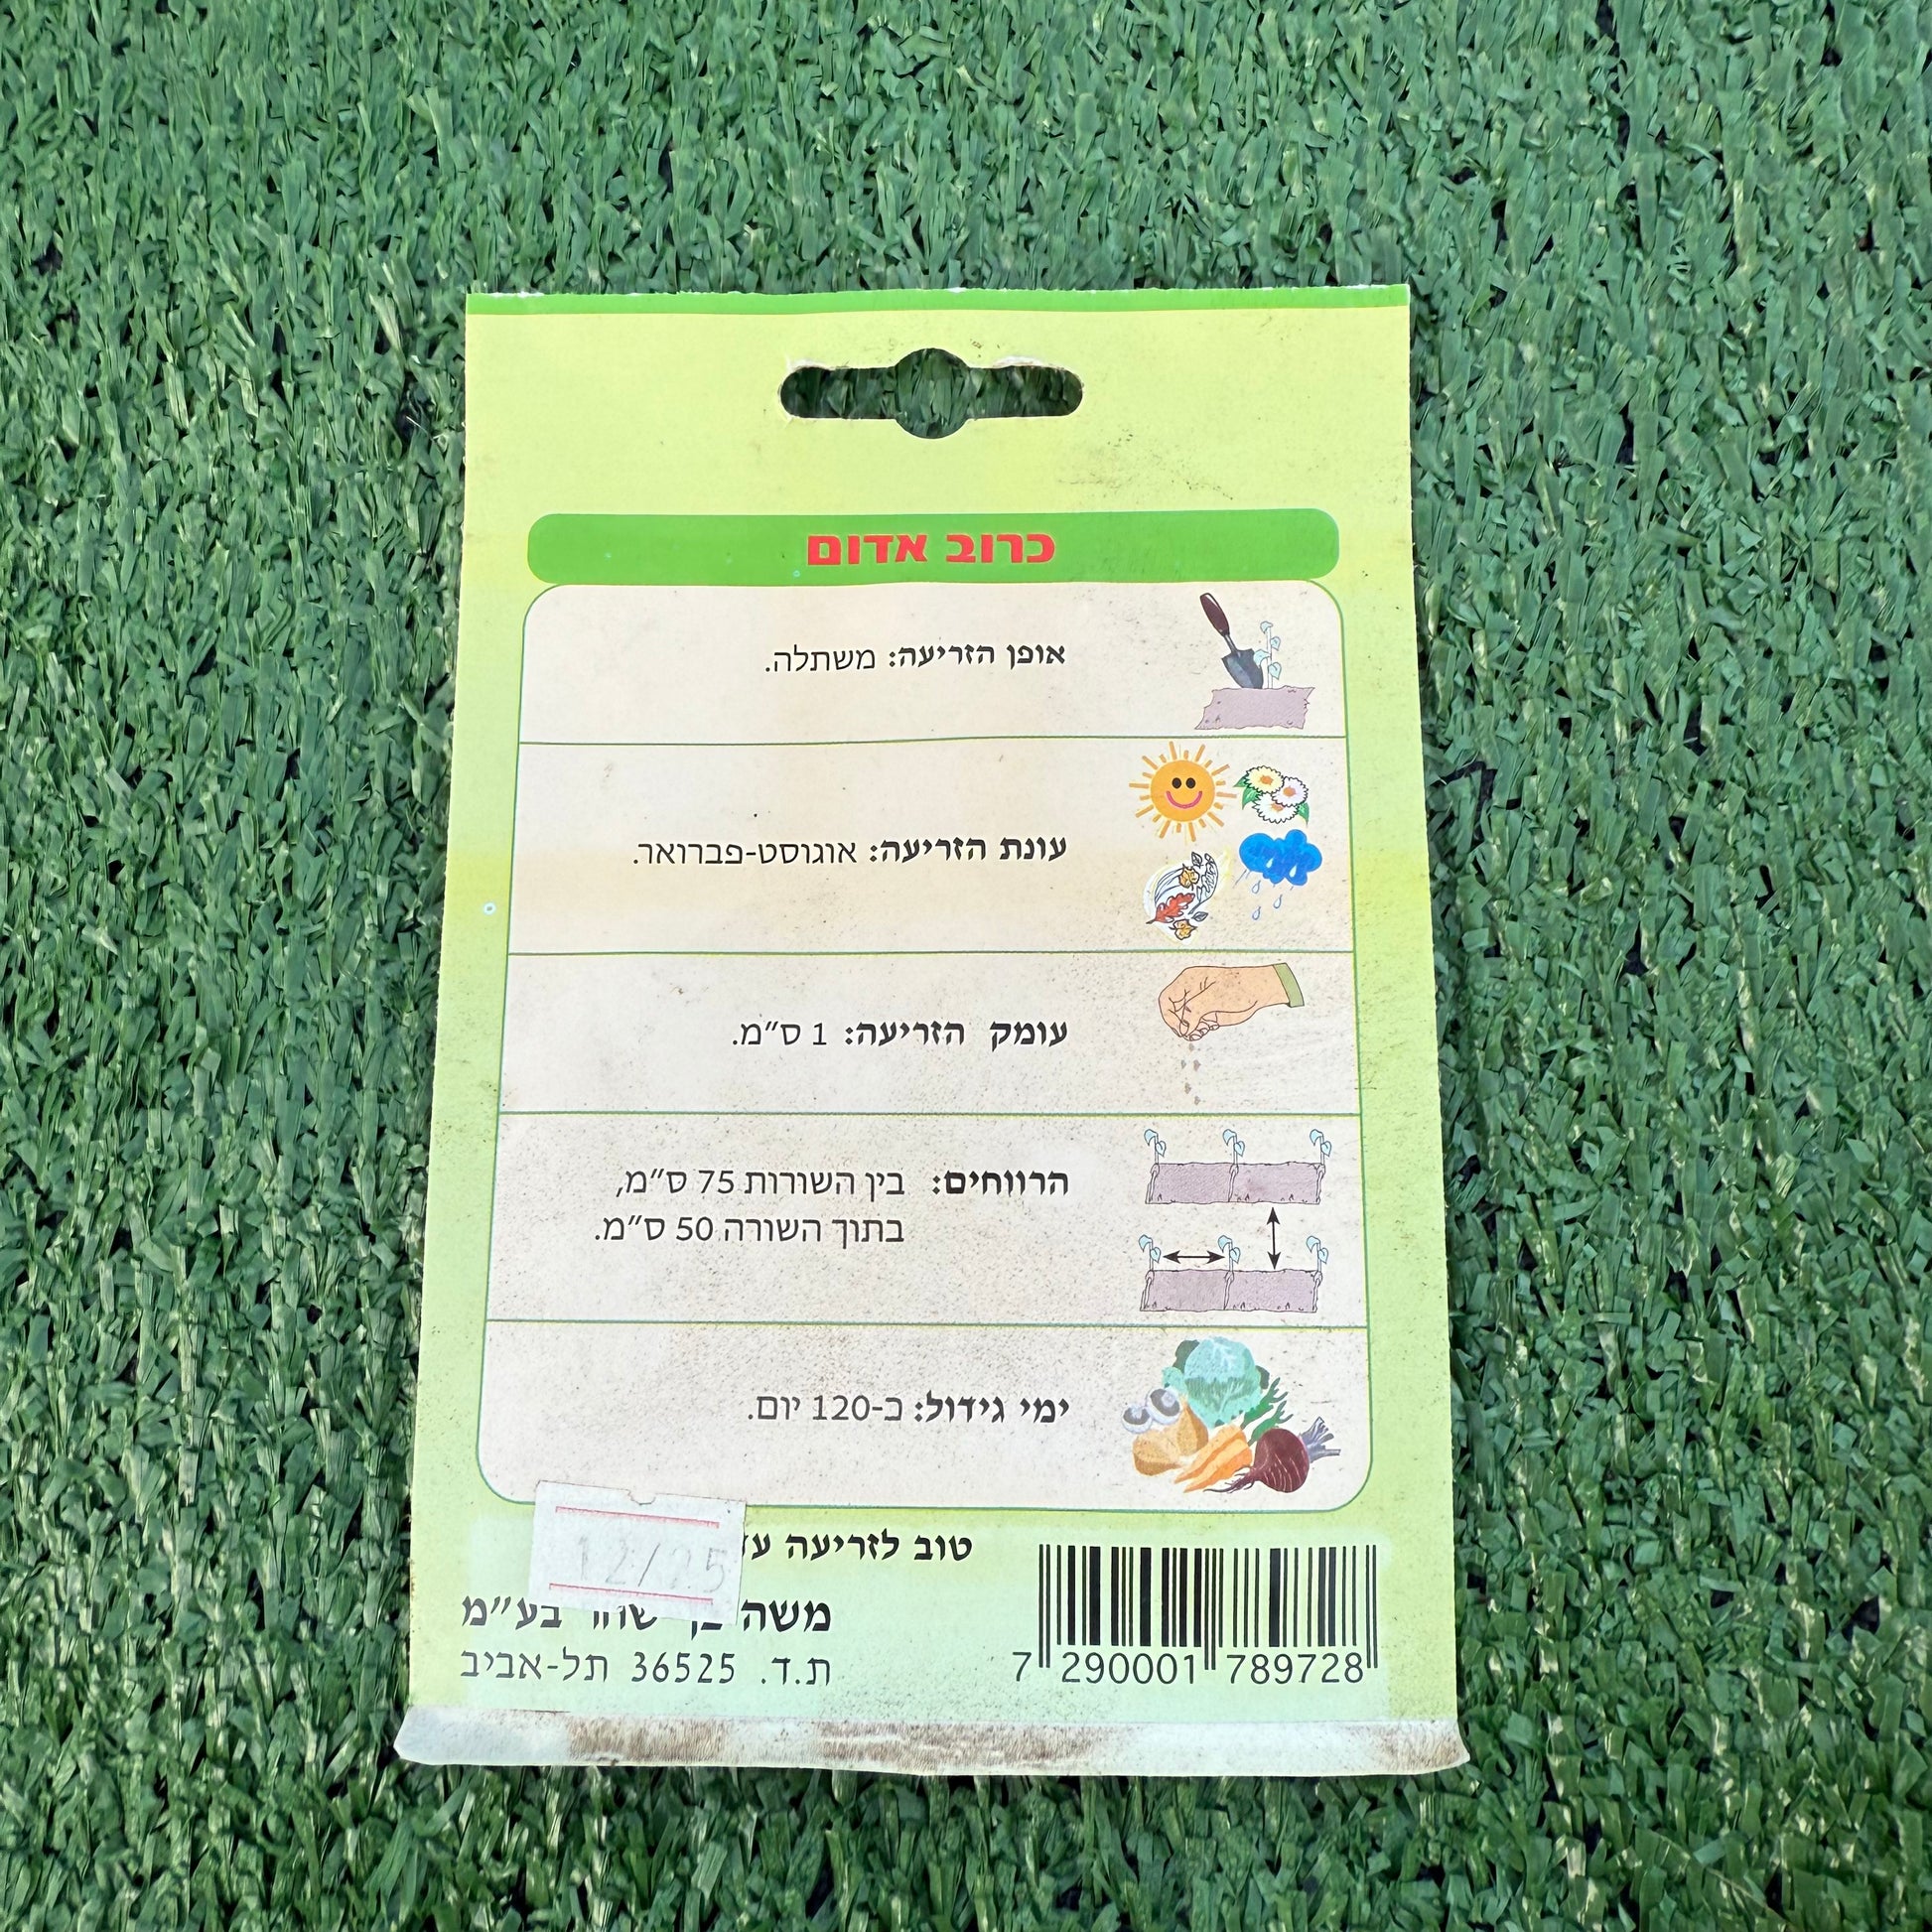 כרוב אדום
אופן הזריעה: משתלה.
עונת הזריעה: אוגוסט-פברואר.
עומק הזריעה: 1 ס"מ.
הרווחים: בין השורות 75 ס"מ,
בתוך השורה 50 ס"מ.
ימי גידול: כ-120 יום.
טוב לזריעה עד
12/25
משה בע"מ
ת.ד. 36525 תל-אביב
7 290001 789728